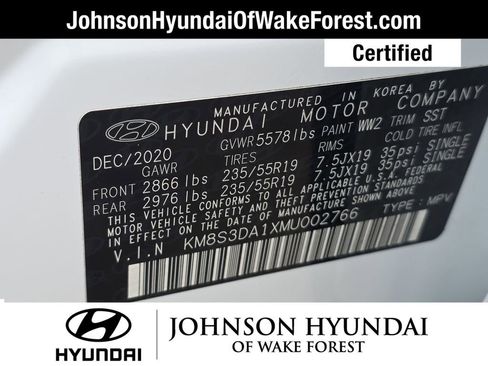 JohnsonHyundaiOfWakeForest.com
Certified
MANUFACTURED IN KOREA BY
HYUNDAI MOTOR COMPANY
DEC/2020 GVWR 5578 lbs PAINT WW2 TRIM SST
GAWR TIRES RIMS COLD TIRE INFL
FRONT 2866 lbs 235/55R19 7.5JX19 35psi SINGLE
REAR 2976 lbs 235/55R19 7.5JX19 35psi SINGLE
THIS VEHICLE CONFORMS TO ALL APPLICABLE U.S.A. FEDERAL
MOTOR VEHICLE SAFETY AND THEFT PREVENTION STANDARDS
IN EFFECT ON THE DATE OF MANUFACTURE SHOWN ABOVE.
V.I.N KM8S3DA1XMU002766 TYPE : MPV
HYUNDAI
JOHNSON HYUNDAI
OF WAKE FOREST